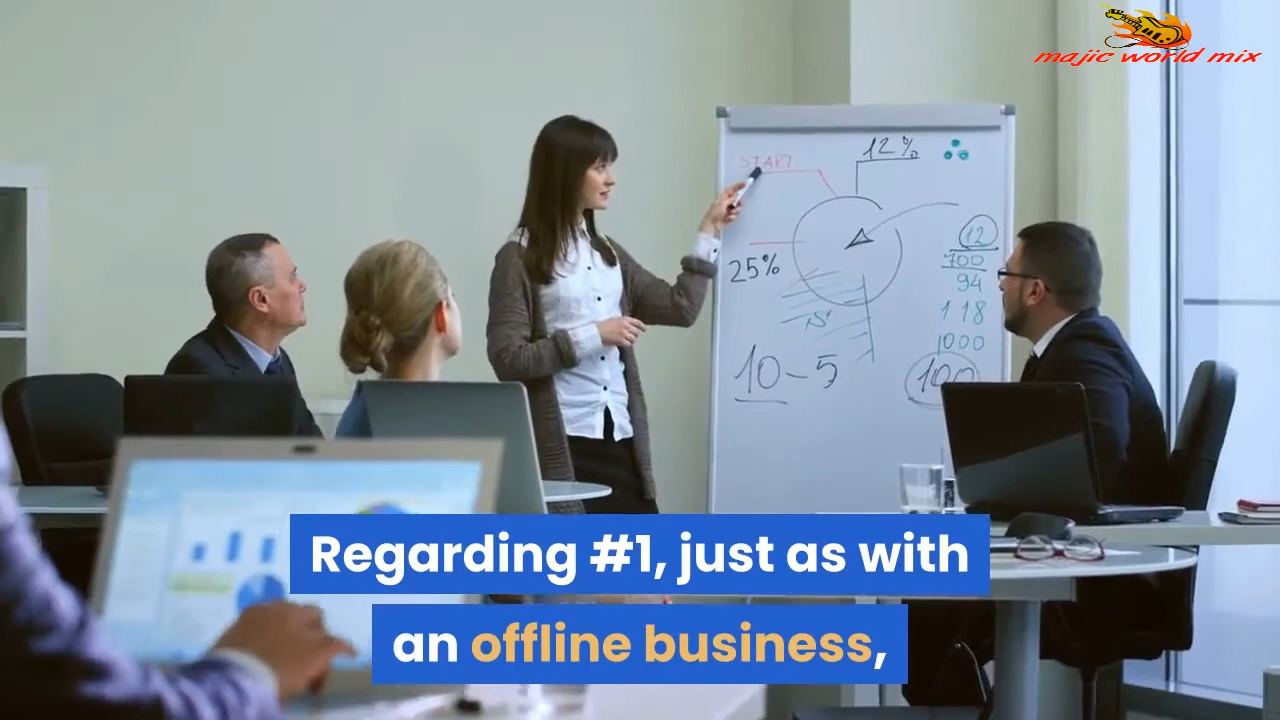 majic world mix
START
12%
25%
12
700
94
118
1000
100
15'
10-5
Regarding #1, just as with
an offline business,